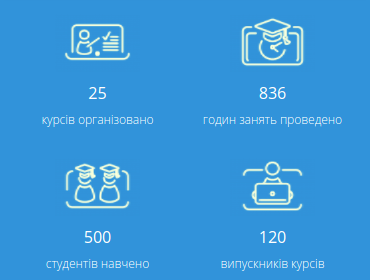 25
курсів організовано
836
годин занять проведено
500
студентів навчено
120
випускників курсів